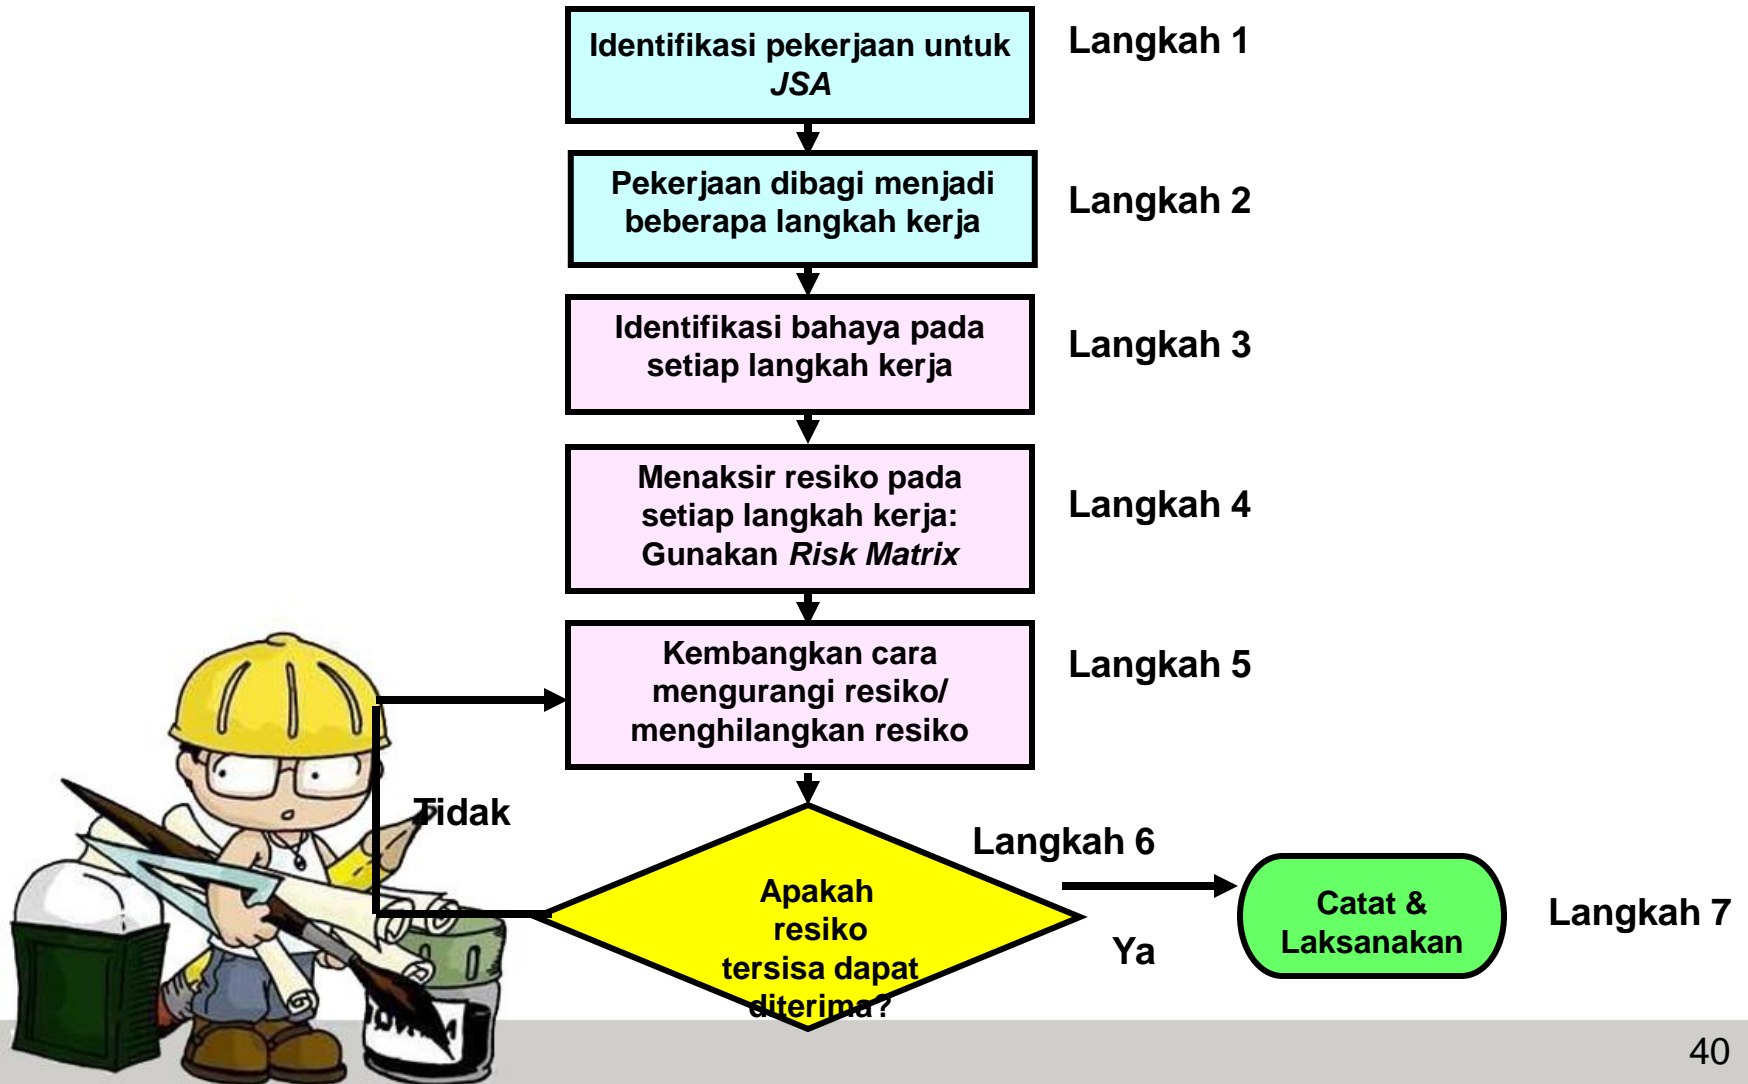 Identifikasi pekerjaan untuk
JSA
Langkah 1
Pekerjaan dibagi menjadi
beberapa langkah kerja
Langkah 2
Identifikasi bahaya pada
setiap langkah kerja
Langkah 3
Menaksir resiko pada
setiap langkah kerja:
Gunakan Risk Matrix
Langkah 4
Kembangkan cara
mengurangi resiko/
menghilangkan resiko
Langkah 5
Tidak
Apakah
resiko
tersisa dapat
diterima?
Langkah 6
Ya
Catat &
Laksanakan
Langkah 7
40